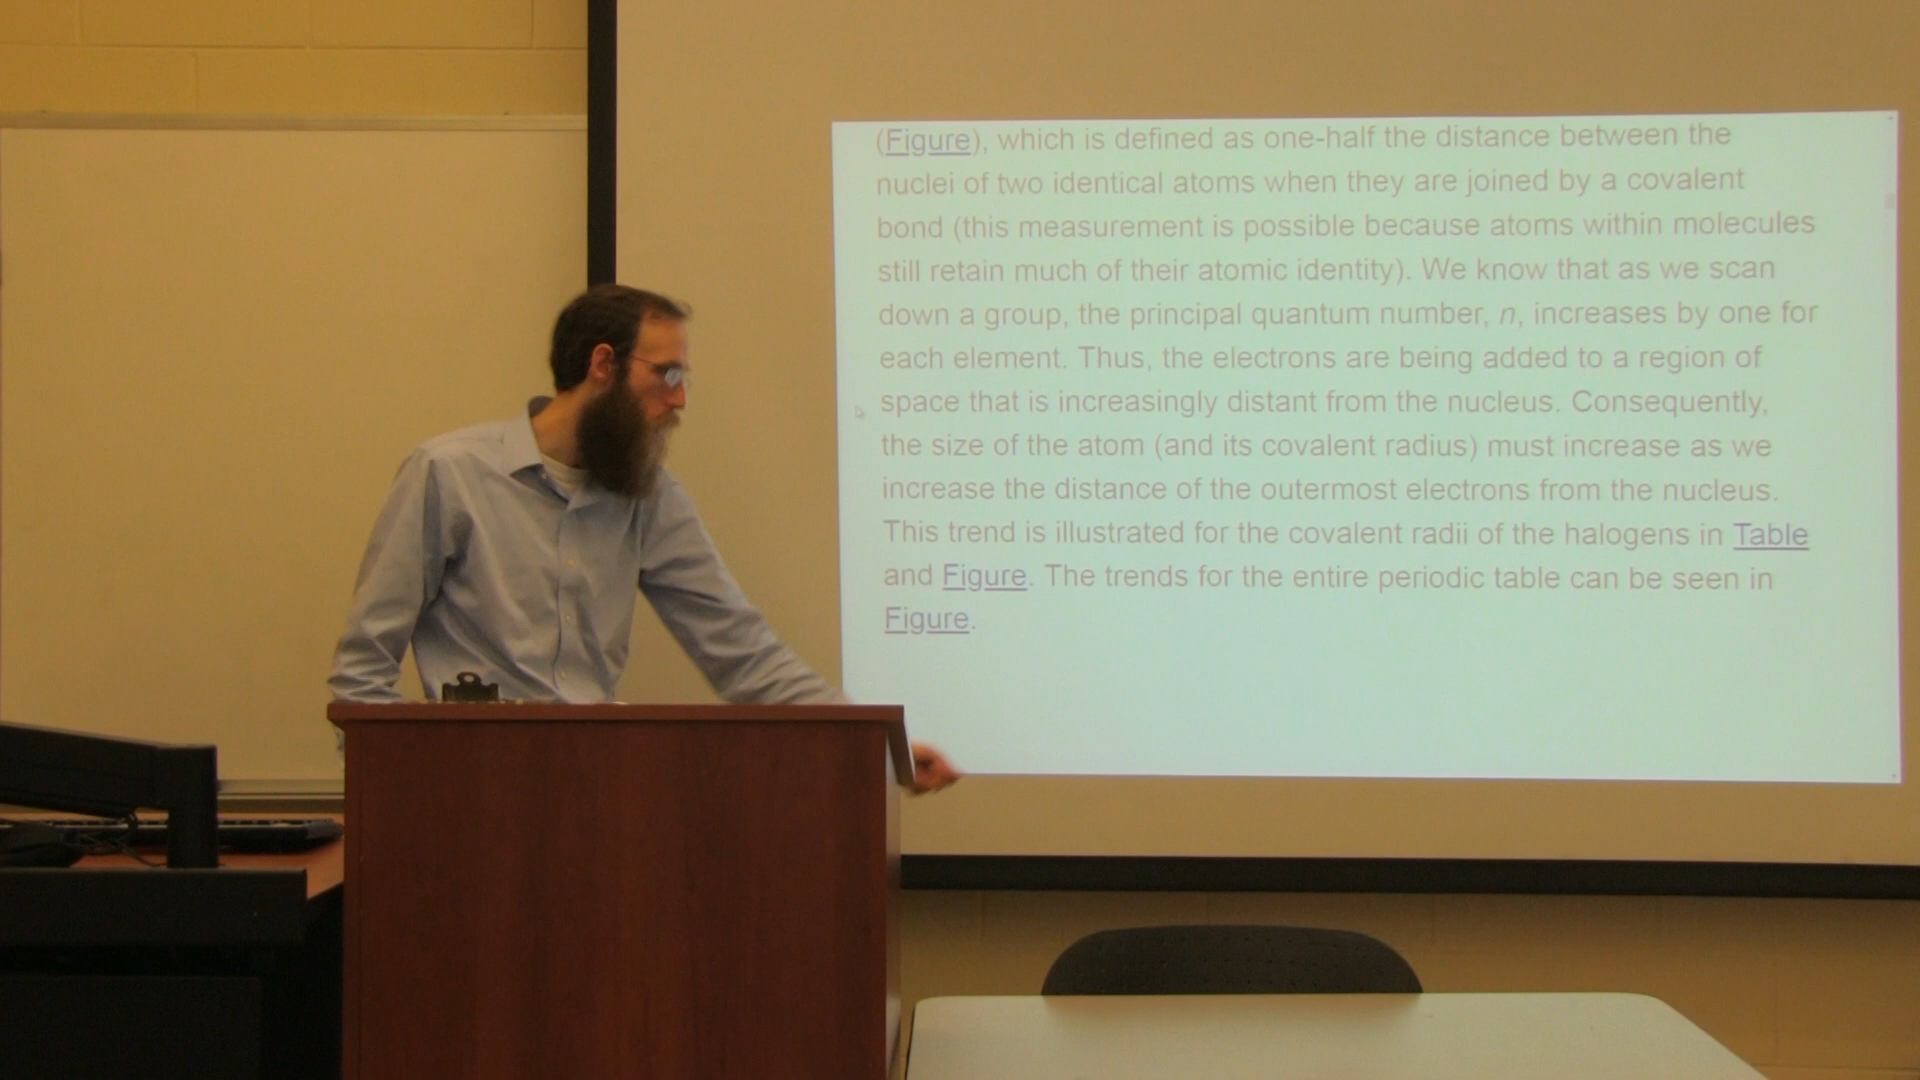 (Figure), which is defined as one-half the distance between the
nuclei of two identical atoms when they are joined by a covalent
bond (this measurement is possible because atoms within molecules
still retain much of their atomic identity). We know that as we scan
down a group, the principal quantum number, n, increases by one for
each element. Thus, the electrons are being added to a region of
space that is increasingly distant from the nucleus. Consequently,
the size of the atom (and its covalent radius) must increase as we
increase the distance of the outermost electrons from the nucleus.
This trend is illustrated for the covalent radii of the halogens in Table
and Figure. The trends for the entire periodic table can be seen in
Figure.